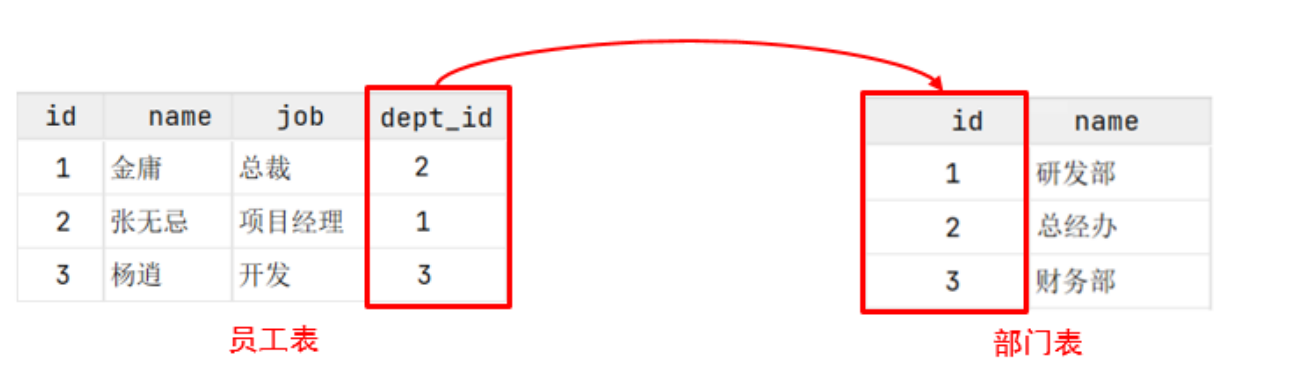 id name job dept_id
1 金庸 总裁 2
2 张无忌 项目经理 1
3 杨逍 开发 3
员工表
id name
1 研发部
2 总经办
3 财务部
部门表